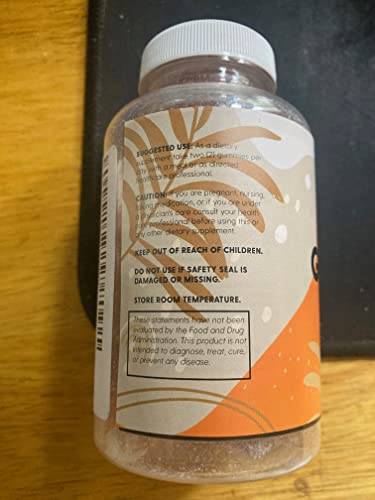 SUGGESTED USE: As a dietary
supplement take two (2) gummies per
day with a meal or as directed
healthcare professional.
CAUTION: If you are pregnant, nursing,
taking medication, or if you are under
a physician's care consult your health
care professional before using this or
any other dietary supplement.
KEEP OUT OF REACH OF CHILDREN.
DO NOT USE IF SAFETY SEAL IS
DAMAGED OR MISSING.
STORE ROOM TEMPERATURE.
These statements have not been
evaluated by the Food and Drug
Administration. This product is not
intended to diagnose, treat, cure,
or prevent any disease.